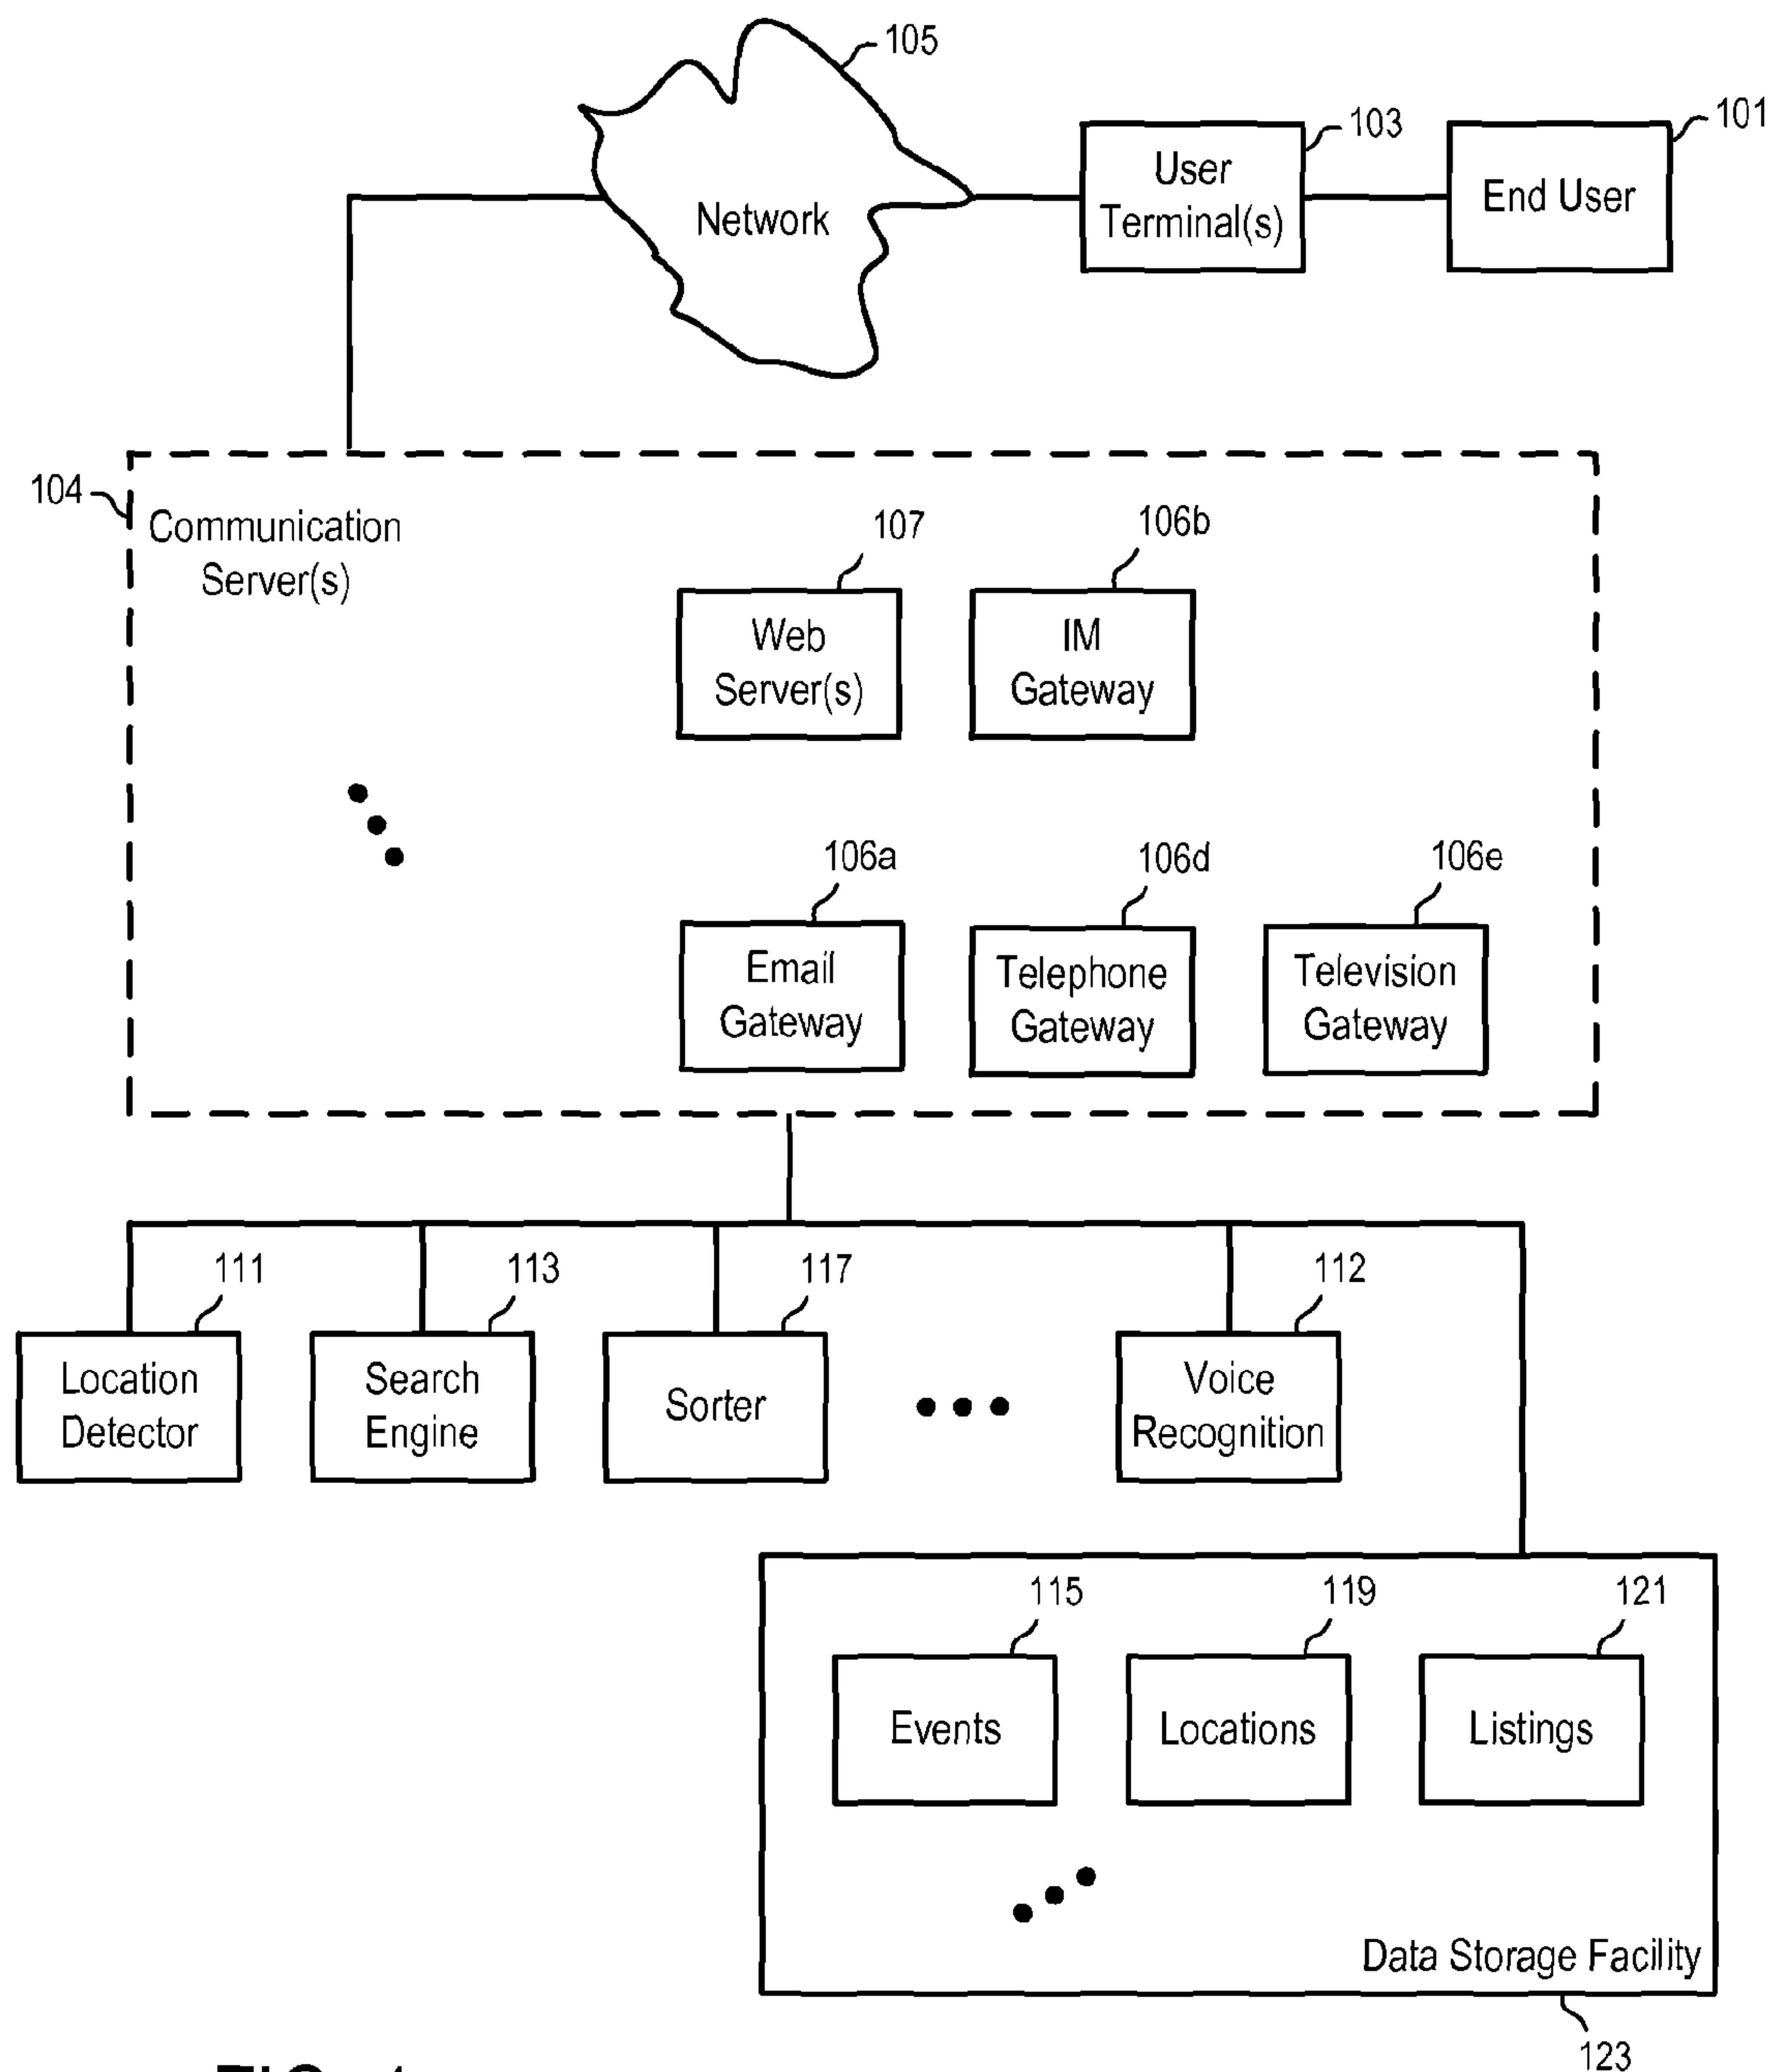 105
103
101
User
Terminal(s)
End User
Network
104
Communication
Server(s)
107
106b
Web
Server(s)
IM
Gateway
106a
106d
106e
Email
Gateway
Telephone
Gateway
Television
Gateway
111
113
117
112
Location
Detector
Search
Engine
Sorter
Voice
Recognition
115
119
121
Events
Locations
Listings
Data Storage Facility
123